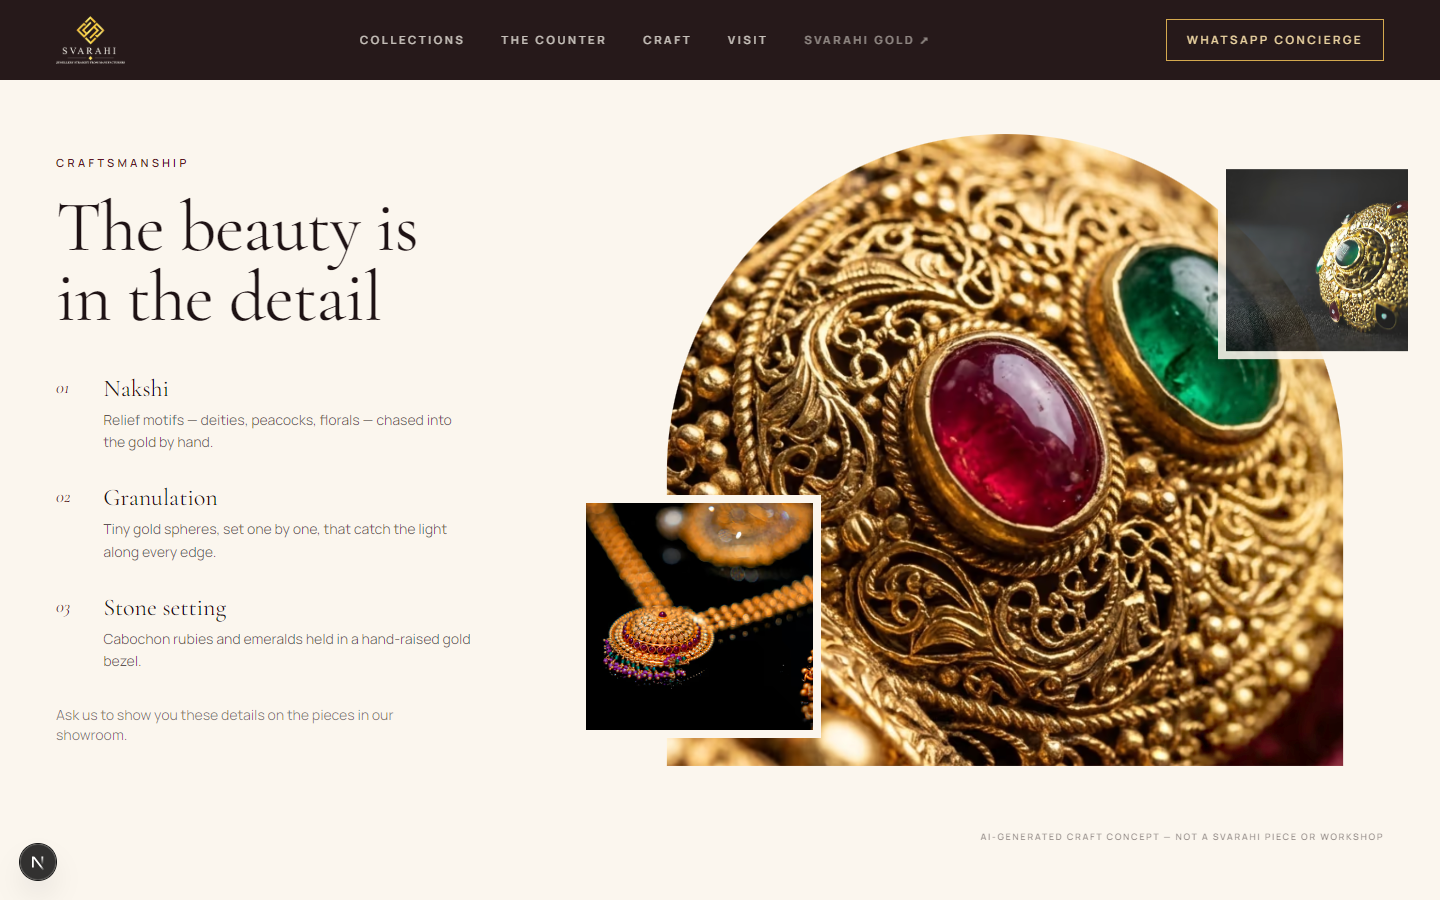 SVARAHI
COLLECTIONS
THE COUNTER
CRAFT
VISIT
SVARAHI GOLD ↗
WHATSAPP CONCIERGE
CRAFTSMANSHIP
The beauty is
in the detail
01
Nakshi
Relief motifs — deities, peacocks, florals — chased into
the gold by hand.
02
Granulation
Tiny gold spheres, set one by one, that catch the light
along every edge.
03
Stone setting
Cabochon rubies and emeralds held in a hand-raised gold
bezel.
Ask us to show you these details on the pieces in our
showroom.
AI-GENERATED CRAFT CONCEPT — NOT A SVARAHI PIECE OR WORKSHOP
N